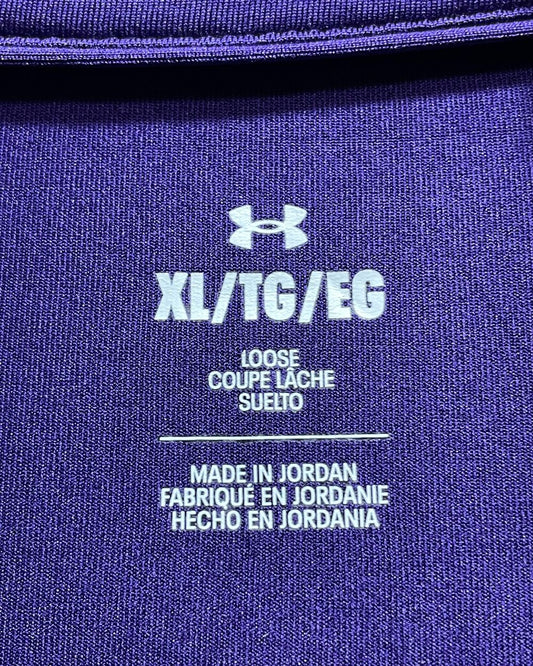 XL/TG/EG
LOOSE
COUPE LÂCHE
SUELTO
MADE IN JORDAN
FABRIQUÉ EN JORDANIE
HECHO EN JORDANIA